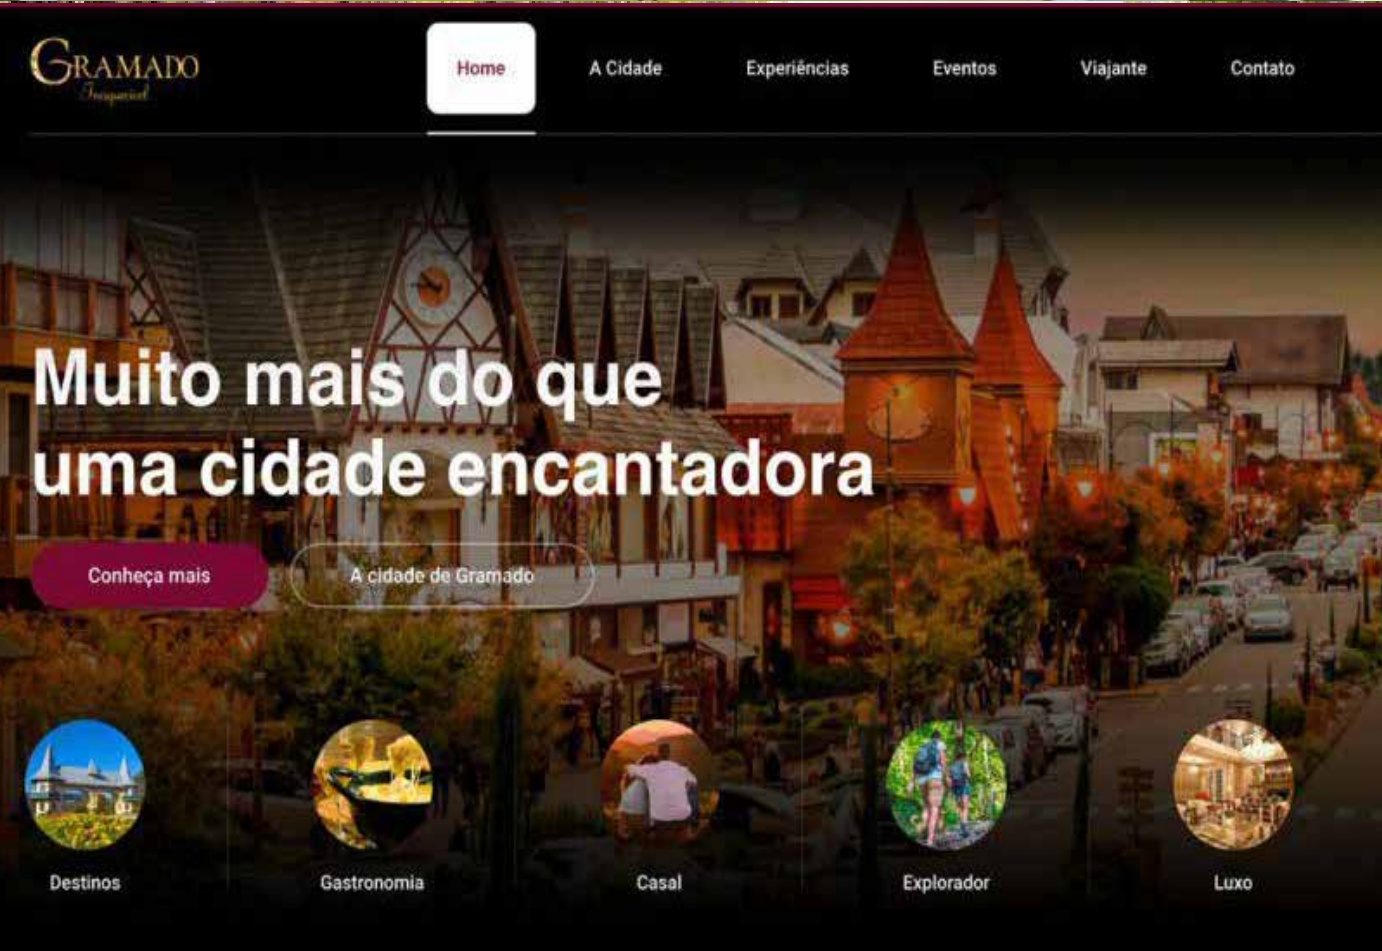 GRAMADO
Home
A Cidade
Experiências
Eventos
Viajante
Contato
Muito mais do que
uma cidade encantadora
Conheça mais
A cidade de Gramado
Destinos
Gastronomia
Casal
Explorador
Luxo